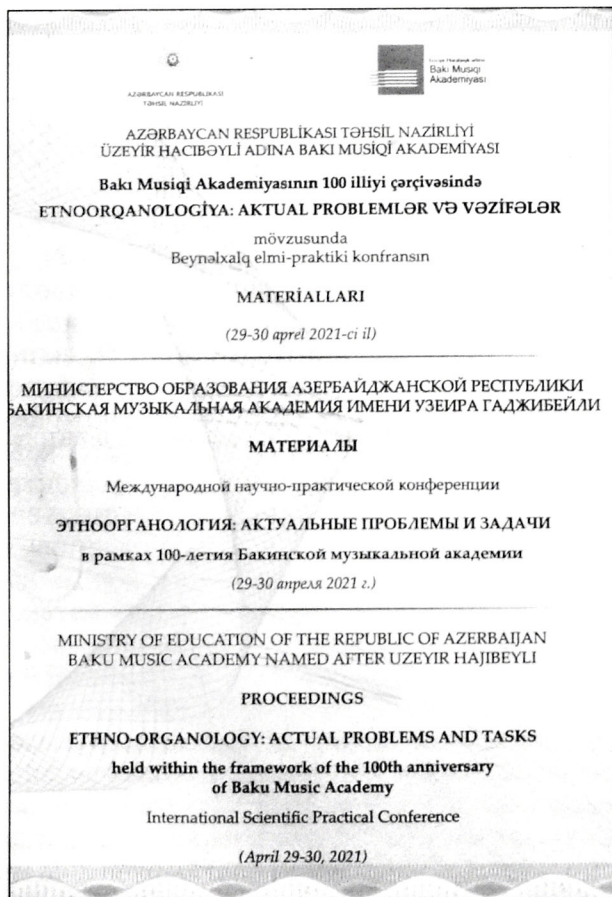 AZƏRBAYCAN RESPUBLİKASI
TƏHSİL NAZİRLİYİ
Bakı Musiqi
Akademiyası
AZƏRBAYCAN RESPUBLİKASI TƏHSİL NAZİRLİYİ
ÜZEYİR HACIBƏYLİ ADINA BAKI MUSİQİ AKADEMİYASI
Bakı Musiqi Akademiyasının 100 illiyi çərçivəsində
ETNOORQANOLOGİYA: AKTUAL PROBLEMLƏR VƏ VƏZİFƏLƏR
mövzusunda
Beynəlxalq elmi-praktiki konfransın
MATERİALLARI
(29-30 aprel 2021-ci il)
МИНИСТЕРСТВО ОБРАЗОВАНИЯ АЗЕРБАЙДЖАНСКОЙ РЕСПУБЛИКИ
БАКИНСКАЯ МУЗЫКАЛЬНАЯ АКАДЕМИЯ ИМЕНИ УЗЕИРА ГАДЖИБЕЙЛИ
МАТЕРИАЛЫ
Международной научно-практической конференции
ЭТНООРГАНОЛОГИЯ: АКТУАЛЬНЫЕ ПРОБЛЕМЫ И ЗАДАЧИ
в рамках 100-летия Бакинской музыкальной академии
(29-30 апреля 2021 г.)
MINISTRY OF EDUCATION OF THE REPUBLIC OF AZERBAIJAN
BAKU MUSIC ACADEMY NAMED AFTER UZEYIR HAJIBEYLI
PROCEEDINGS
ETHNO-ORGANOLOGY: ACTUAL PROBLEMS AND TASKS
held within the framework of the 100th anniversary
of Baku Music Academy
International Scientific Practical Conference
(April 29-30, 2021)